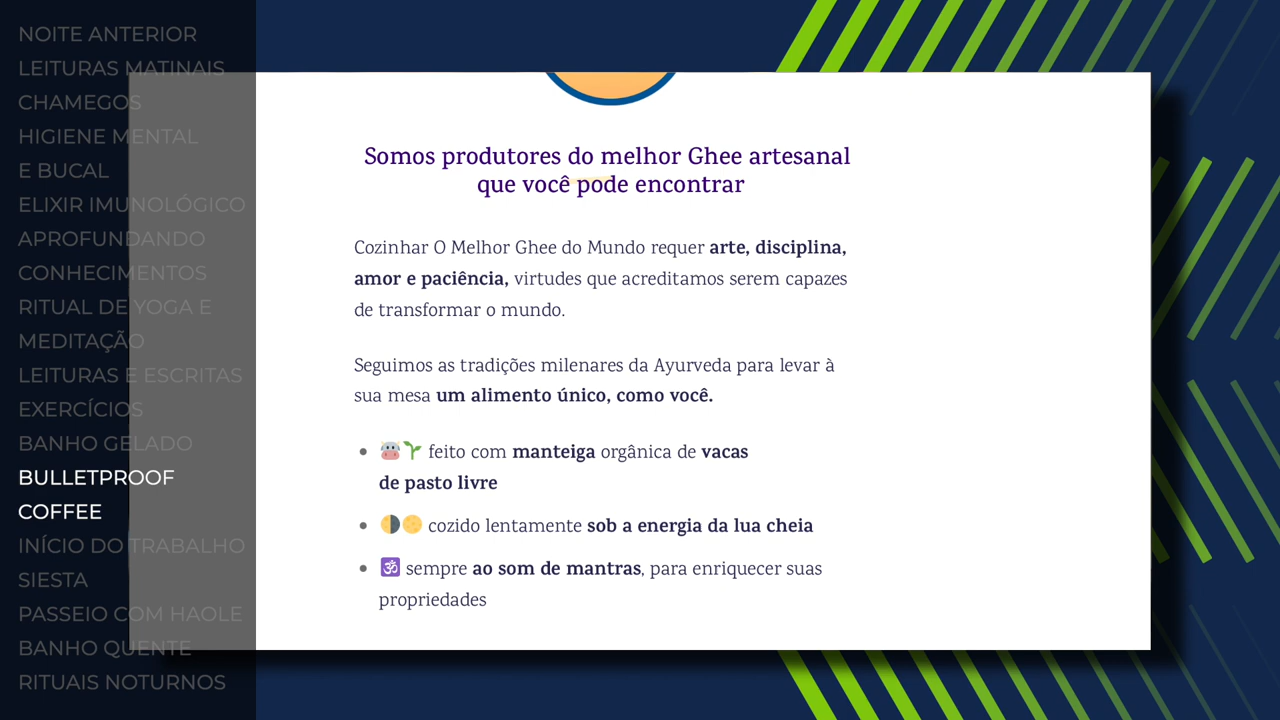 NOITE ANTERIOR
LEITURAS MATINAIS
CHAMEGOS
HIGIENE MENTAL
E BUCAL
ELIXIR IMUNOLÓGICO
APROFUNDANDO
CONHECIMENTOS
RITUAL DE YOGA E
MEDITAÇÃO
LEITURAS E ESCRITAS
EXERCÍCIOS
BANHO GELADO
BULLETPROOF
COFFEE
INÍCIO DO TRABALHO
SIESTA
PASSEIO COM HAOLE
BANHO QUENTE
RITUAIS NOTURNOS
Somos produtores do melhor Ghee artesanal
que você pode encontrar
Cozinhar O Melhor Ghee do Mundo requer arte, disciplina,
amor e paciência, virtudes que acreditamos serem capazes
de transformar o mundo.
Seguimos as tradições milenares da Ayurveda para levar à
sua mesa um alimento único, como você.
• 🐮🌱 feito com manteiga orgânica de vacas
de pasto livre
• 🌗🌕 cozido lentamente sob a energia da lua cheia
• 🕉 sempre ao som de mantras, para enriquecer suas
propriedades